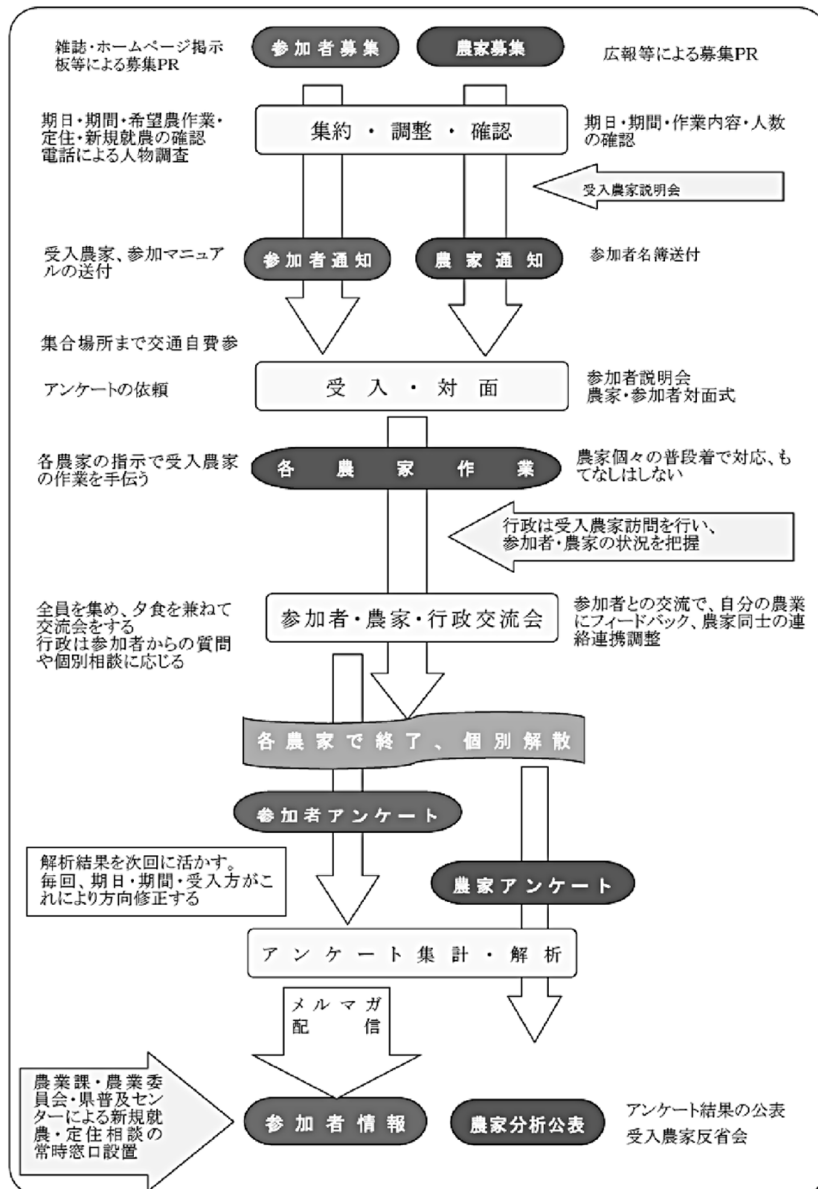 雑誌・ホームページ掲示
板等による募集PR
参加者募集
農家募集
広報等による募集PR
期日・期間・希望農作業・
定住・新規就農の確認
電話による人物調査
集約・調整・確認
期日・期間・作業内容・人数
の確認
受入農家説明会
受入農家、参加マニュア
ルの送付
参加者通知
農家通知
参加者名簿送付
集合場所まで交通自費参
アンケートの依頼
受入・対面
参加者説明会
農家・参加者対面式
各農家の指示で受入農家
の作業を手伝う
各農家作業
農家個々の普段着で対応、も
てなしはしない
行政は受入農家訪問を行い、
参加者・農家の状況を把握
全員を集め、夕食を兼ねて
交流会をする
行政は参加者からの質問
や個別相談に応じる
参加者・農家・行政交流会
参加者との交流で、自分の農業
にフィードバック、農家同士の連
絡連携調整
各農家で終了、個別解散
参加者アンケート
解析結果を次回に活かす。
毎回、期日・期間・受入方がこ
れにより方向修正する
農家アンケート
アンケート集計・解析
メルマガ
配信
農業課・農業委
員会・県普及セン
ターによる新規就
農・定住相談の
常時窓口設置
参加者情報
農家分析公表
アンケート結果の公表
受入農家反省会